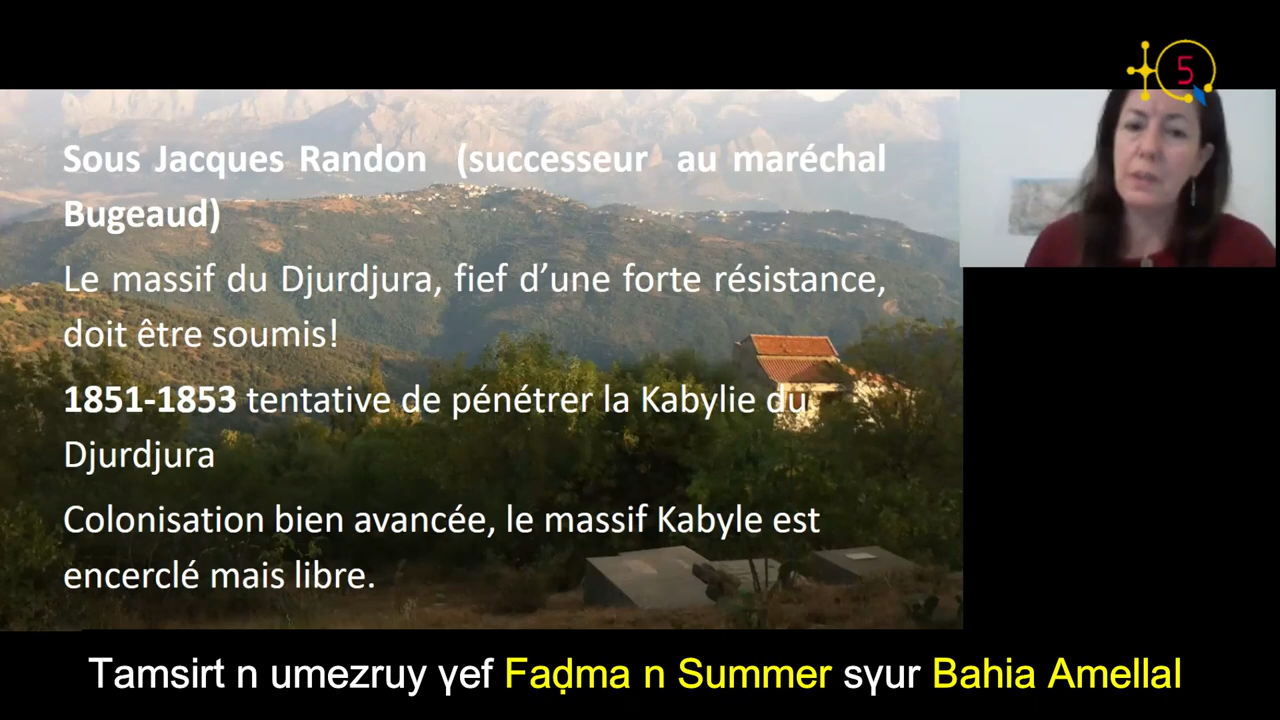 5
Sous Jacques Randon (successeur au maréchal
Bugeaud)
Le massif du Djurdjura, fief d’une forte résistance,
doit être soumis!
1851-1853 tentative de pénétrer la Kabylie du
Djurdjura
Colonisation bien avancée, le massif Kabyle est
encerclé mais libre.
Tamsirt n umezruy γef Faḍma n Summer sγur Bahia Amellal